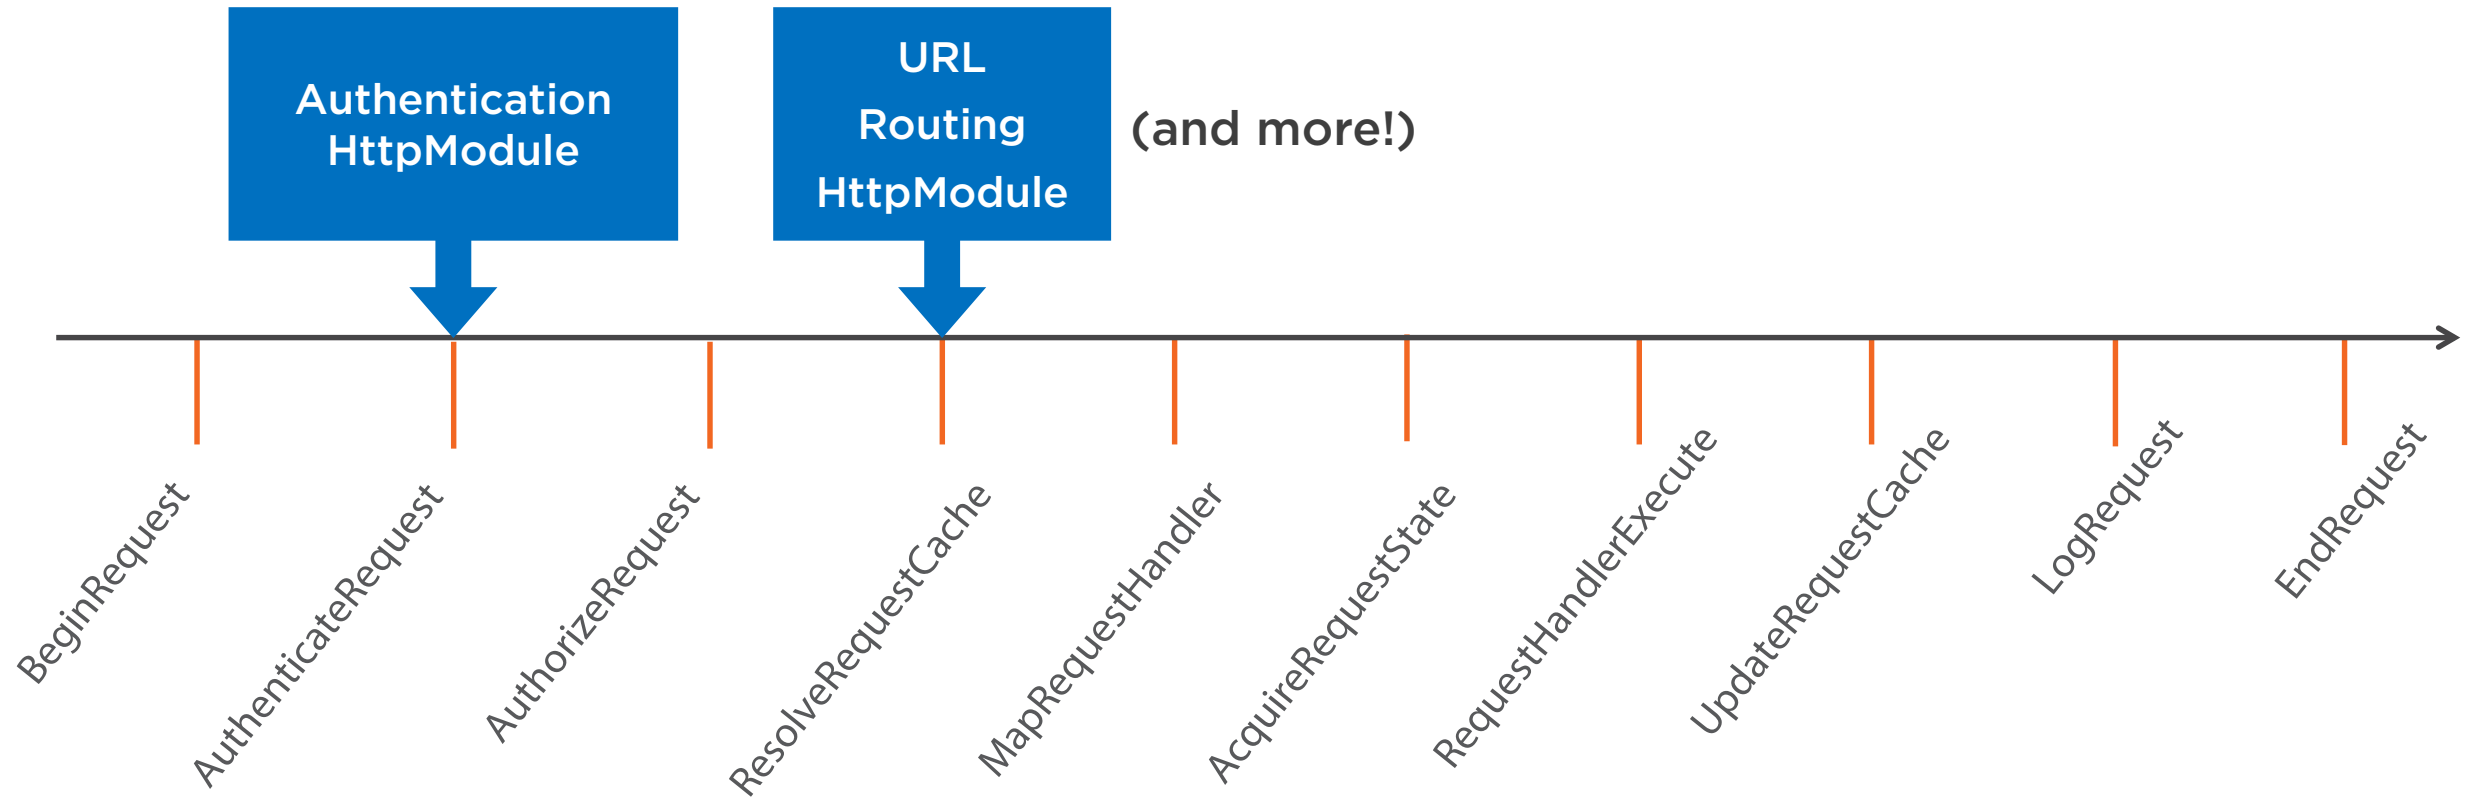 Authentication
HttpModule
URL
Routing
HttpModule
(and more!)
BeginRequest
AuthenticateRequest
AuthorizeRequest
ResolveRequestCache
MapRequestHandler
AcquireRequestState
RequestHandlerExecute
UpdateRequestCache
LogRequest
EndRequest